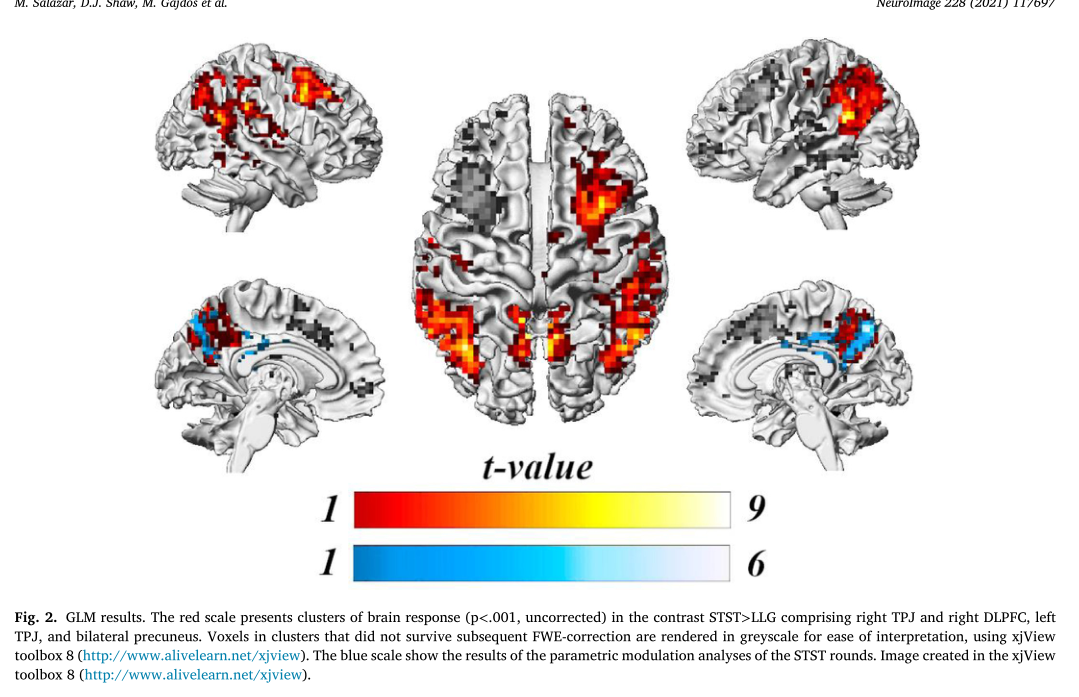 M. Salazar, D.J. Shaw, M. Gajdoš et al.
NeuroImage 228 (2021) 117697
t-value
1
9
1
6
Fig. 2. GLM results. The red scale presents clusters of brain response (p<.001, uncorrected) in the contrast STST>LLG comprising right TPJ and right DLPFC, left
TPJ, and bilateral precuneus. Voxels in clusters that did not survive subsequent FWE-correction are rendered in greyscale for ease of interpretation, using xjView
toolbox 8 (http://www.alivelearn.net/xjview). The blue scale show the results of the parametric modulation analyses of the STST rounds. Image created in the xjView
toolbox 8 (http://www.alivelearn.net/xjview).